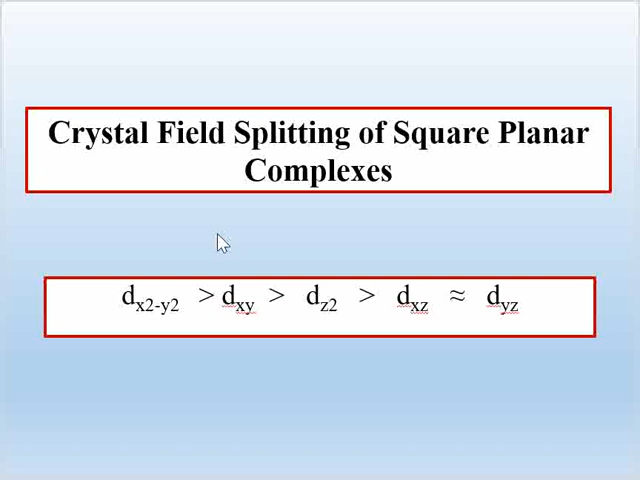 Crystal Field Splitting of Square Planar
Complexes
dx2-y2 > dxy > dz2 > dxz ≈ dyz